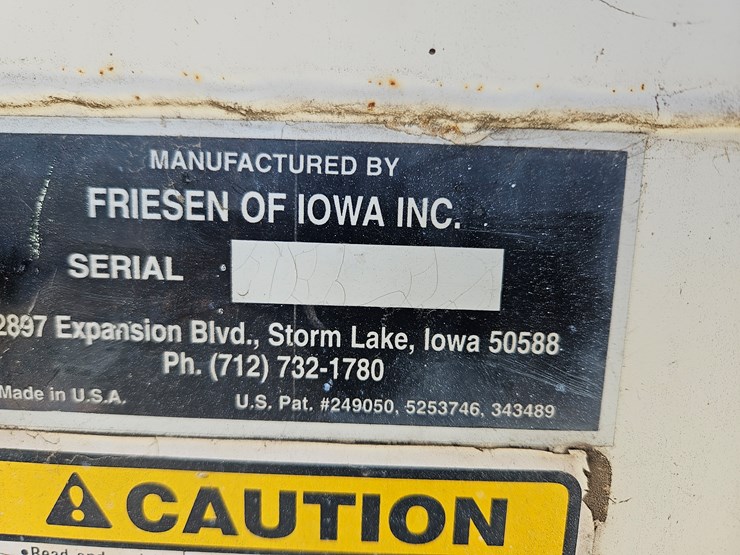 MANUFACTURED BY
FRIESEN OF IOWA INC.
SERIAL
2897 Expansion Blvd., Storm Lake, Iowa 50588
Ph. (712) 732-1780
Made in U.S.A.
U.S. Pat. #249050, 5253746, 343489
CAUTION